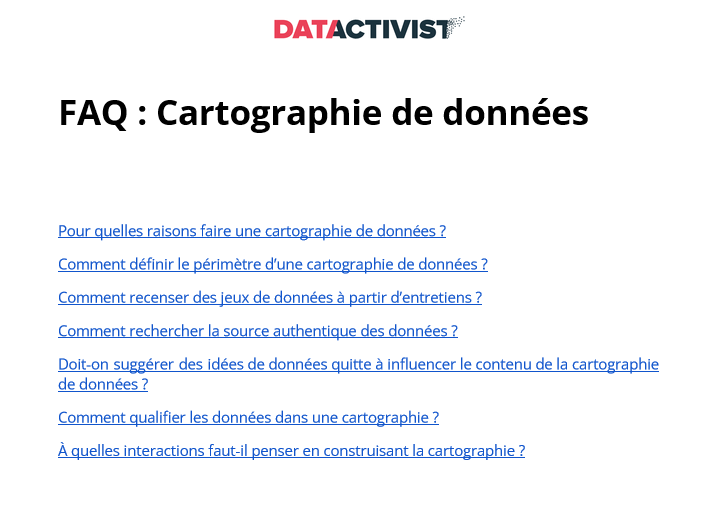 DATACTIVIST
FAQ : Cartographie de données
Pour quelles raisons faire une cartographie de données ?
Comment définir le périmètre d’une cartographie de données ?
Comment recenser des jeux de données à partir d’entretiens ?
Comment rechercher la source authentique des données ?
Doit-on suggérer des idées de données quitte à influencer le contenu de la cartographie
de données ?
Comment qualifier les données dans une cartographie ?
À quelles interactions faut-il penser en construisant la cartographie ?